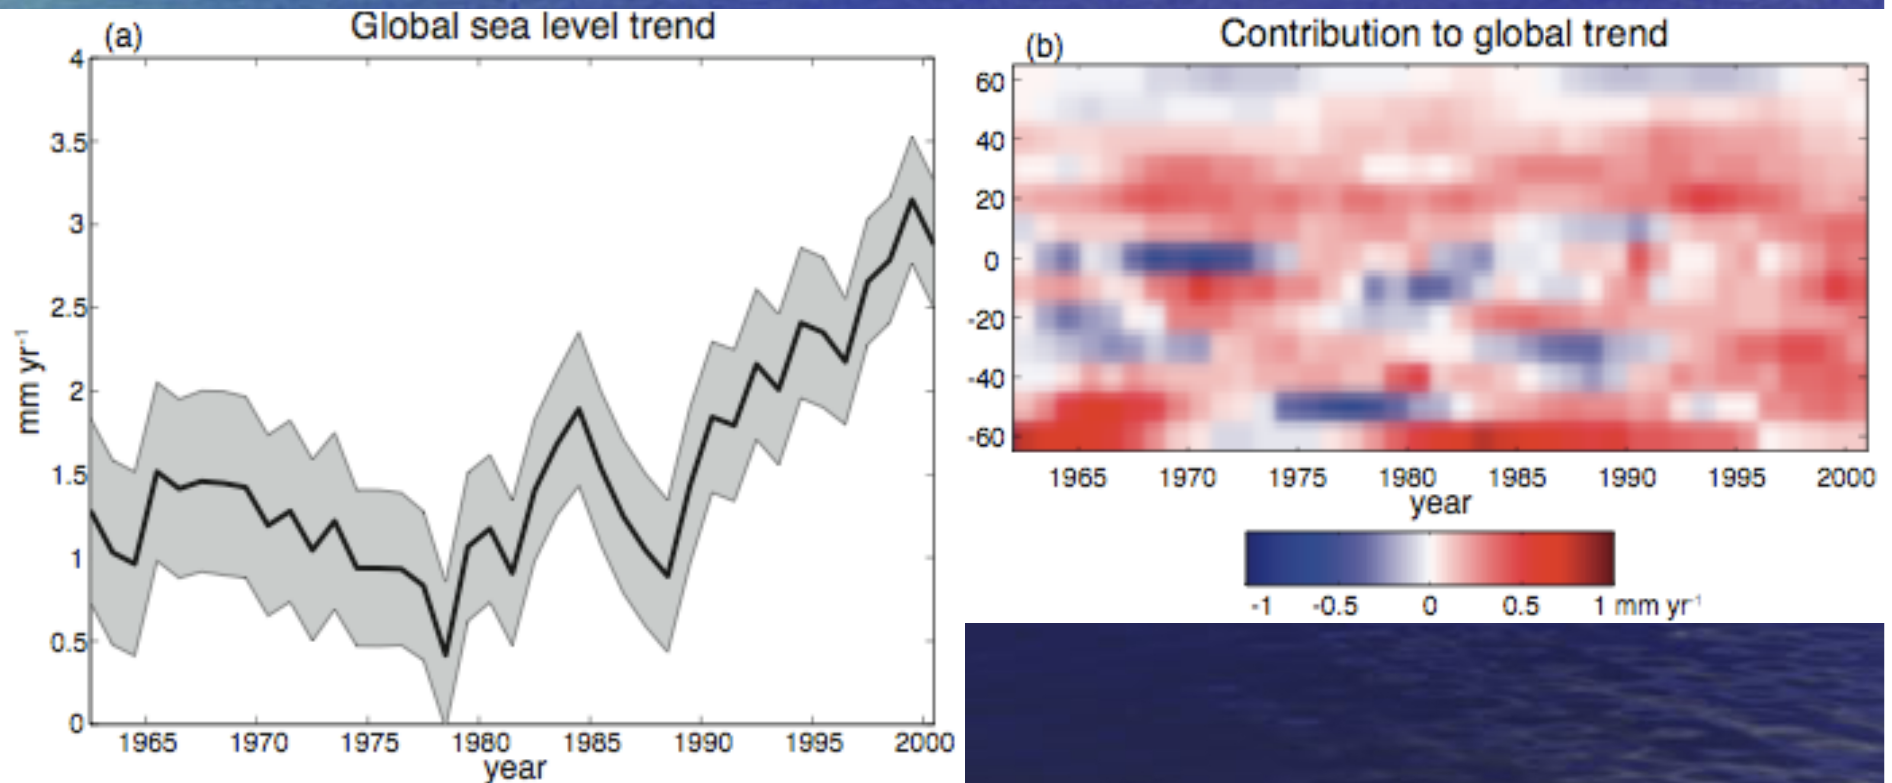 (a) Global sea level trend
4
3.5
3
2.5
2
1.5
1
0.5
0
mm yr⁻¹
1965 1970 1975 1980 1985 1990 1995 2000
year
(b) Contribution to global trend
60
40
20
0
-20
-40
-60
1965 1970 1975 1980 1985 1990 1995 2000
year
-1 -0.5 0 0.5 1 mm yr⁻¹